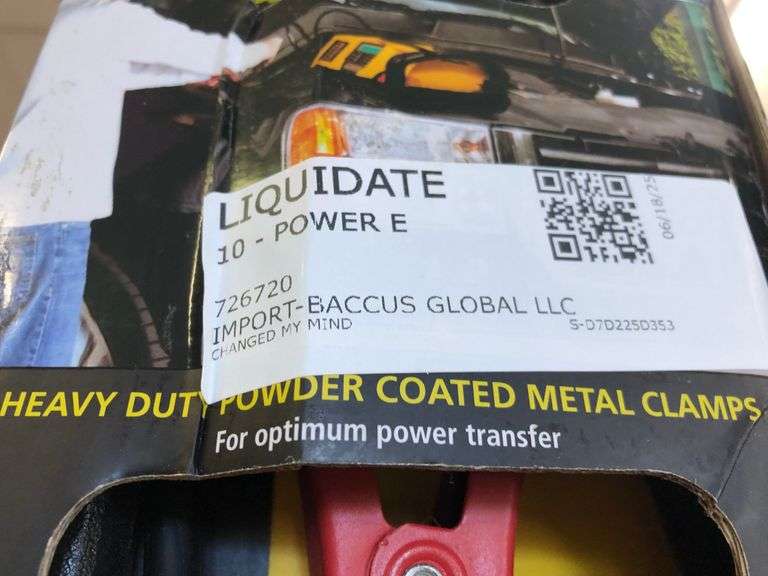 LIQUIDATE
10 - POWER E
06/18/25
726720
IMPORT-BACCUS GLOBAL LLC
CHANGED MY MIND
S-D7D225D353
HEAVY DUTY POWDER COATED METAL CLAMPS
For optimum power transfer